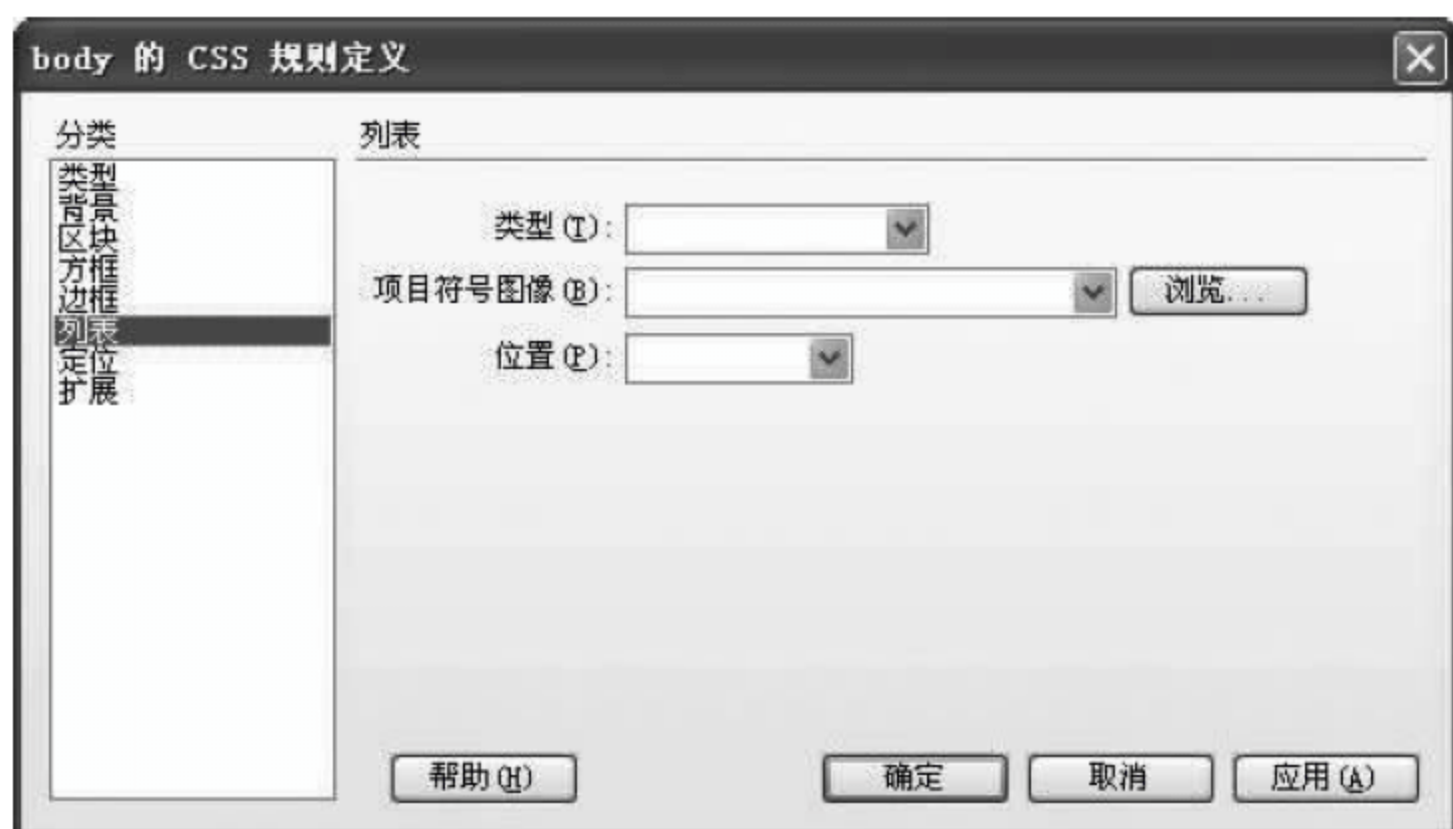 body 的 CSS 规则定义
分类
类型
背景
区块
方框
边框
列表
定位
扩展
列表
类型(T):
项目符号图像(B):
浏览...
位置(P):
帮助(H)
确定
取消
应用(A)